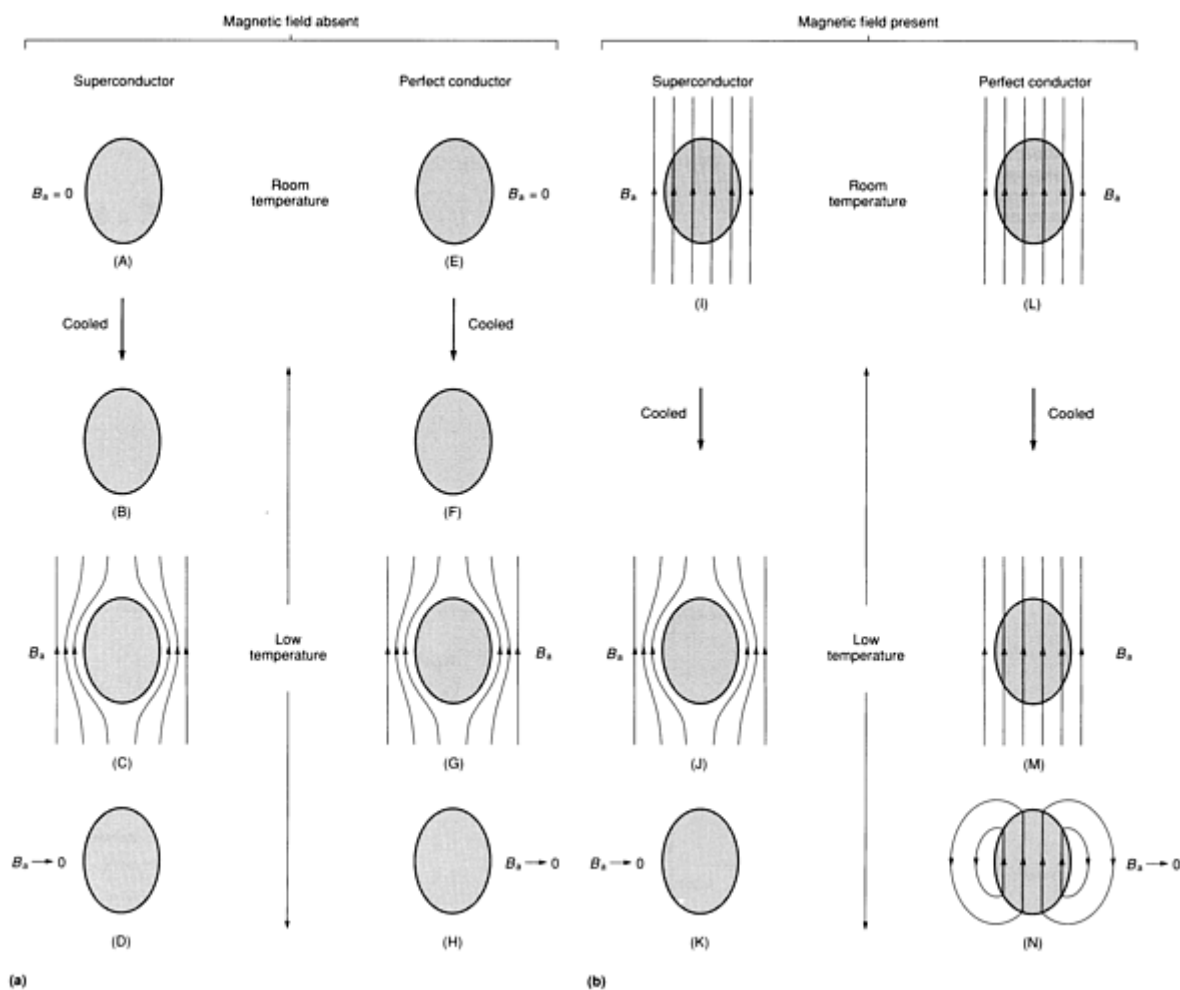 Magnetic field absent
Magnetic field present
Superconductor
Perfect conductor
Superconductor
Perfect conductor
Bₐ = 0
Room
temperature
Bₐ = 0
Bₐ
Room
temperature
Bₐ
(A)
(E)
(I)
(L)
Cooled
Cooled
Cooled
Cooled
(B)
(F)
Bₐ
Low
temperature
Bₐ
Bₐ
Low
temperature
Bₐ
(C)
(G)
(J)
(M)
Bₐ → 0
Bₐ → 0
Bₐ → 0
Bₐ → 0
(D)
(H)
(K)
(N)
(a)
(b)